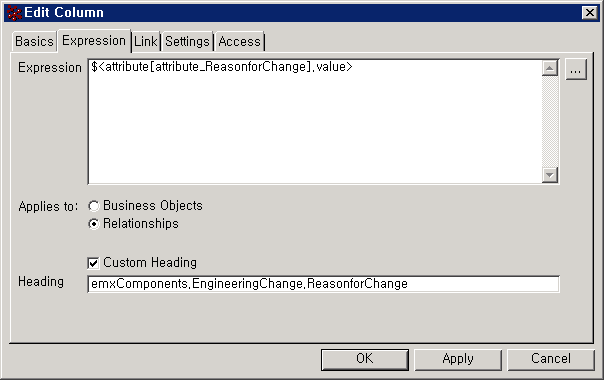 Edit Column
Basics Expression Link Settings Access
Expression $<attribute[attribute_ReasonforChange].value>
...
Applies to: Business Objects
Relationships
Custom Heading
Heading emxComponents.EngineeringChange.ReasonforChange
OK Apply Cancel